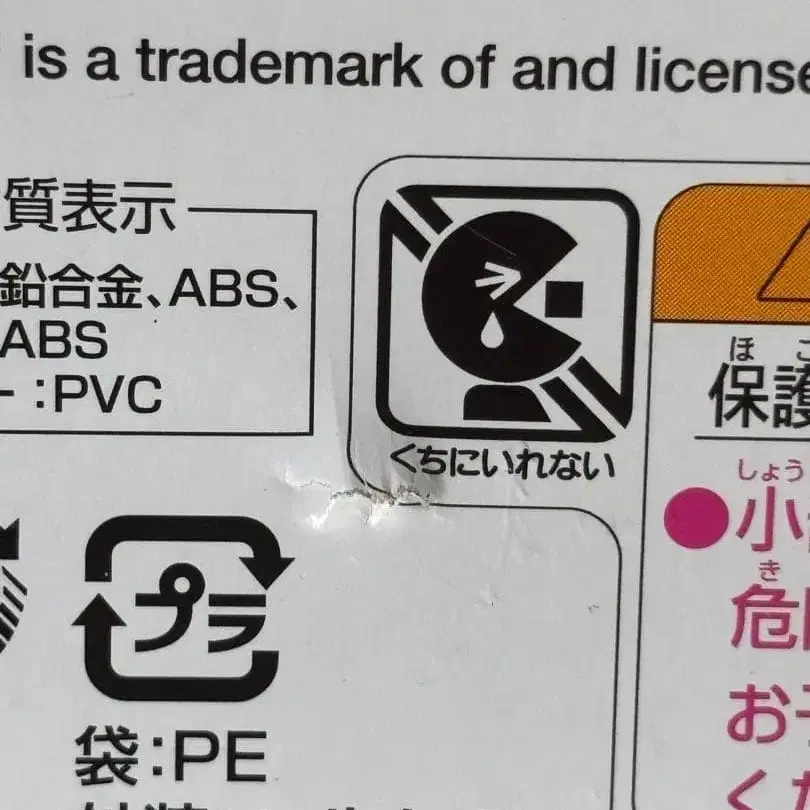 is a trademark of and license
質表示
鉛合金、ABS、
ABS
ー:PVC
くちにいれない
プラ
袋:PE
ほ
保護
しょう
小
き
危
お
く